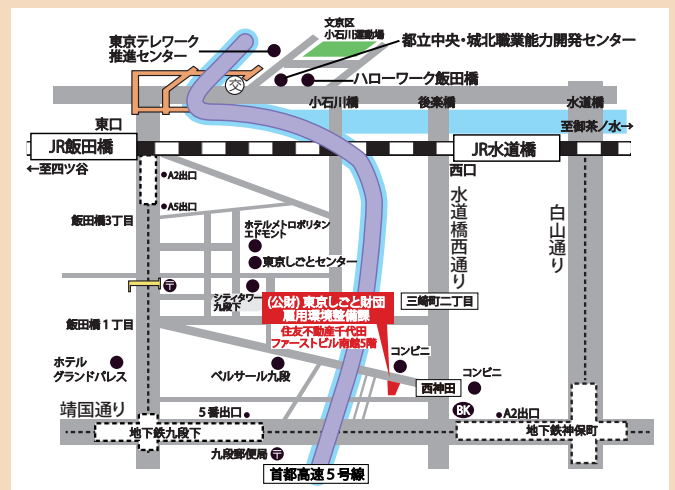 文京区
小石川運動場
東京テレワーク
推進センター
都立中央・城北職業能力開発センター
ハローワーク飯田橋
交
小石川橋
後楽橋
水道橋
東口
至御茶ノ水→
JR飯田橋
JR水道橋
←至四ツ谷
西口
A2出口
A5出口
水道橋西通り
白山通り
飯田橋3丁目
ホテルメトロポリタン
エドモント
東京しごとセンター
〒
シティタワー
九段下
(公財) 東京しごと財団
雇用環境整備課
住友不動産千代田
ファーストビル南館5階
三崎町二丁目
飯田橋1丁目
コンビニ
ホテル
グランドパレス
ベルサール九段
コンビニ
西神田
靖国通り
5番出口
BK
A2出口
地下鉄九段下
地下鉄神保町
九段郵便局
〒
首都高速5号線